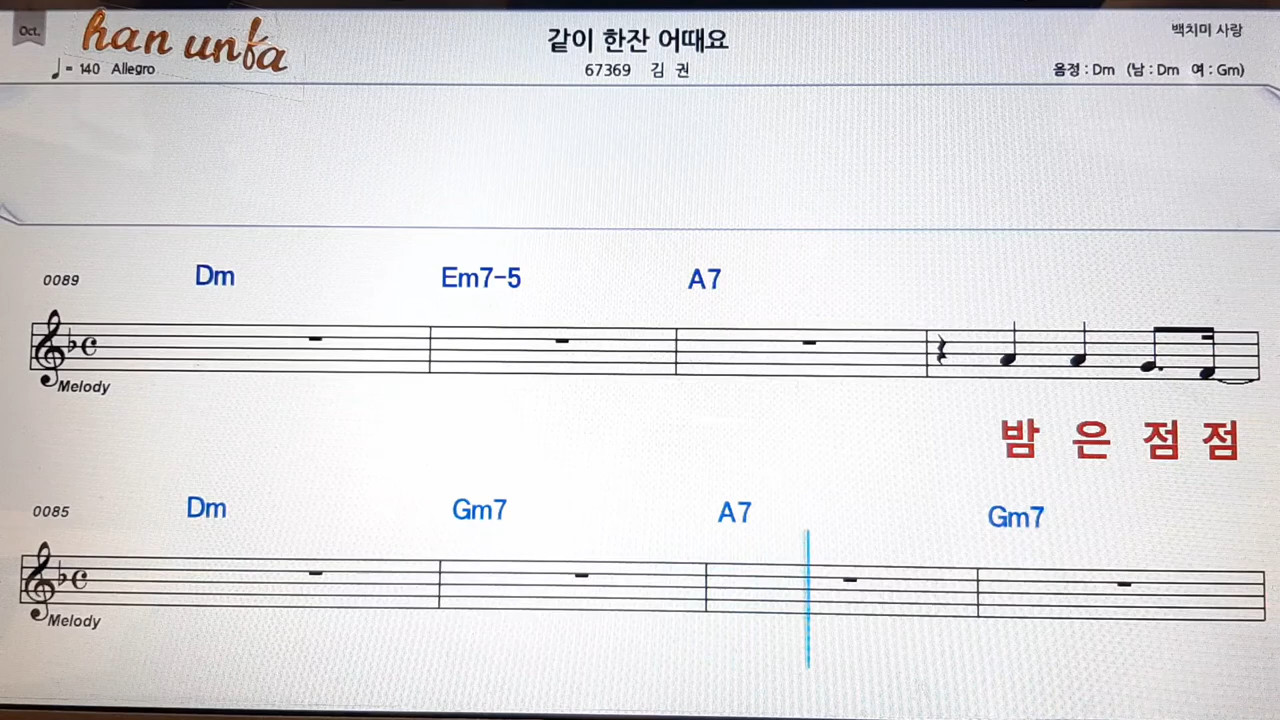 Oct.
han unfa
같이 한잔 어때요
백치미 사랑
♩= 140 Allegro
67369 김 권
음정 : Dm (남 : Dm 여 : Gm)
0089 Dm Em7-5 A7
Melody
밤 은 점 점
0085 Dm Gm7 A7 Gm7
Melody